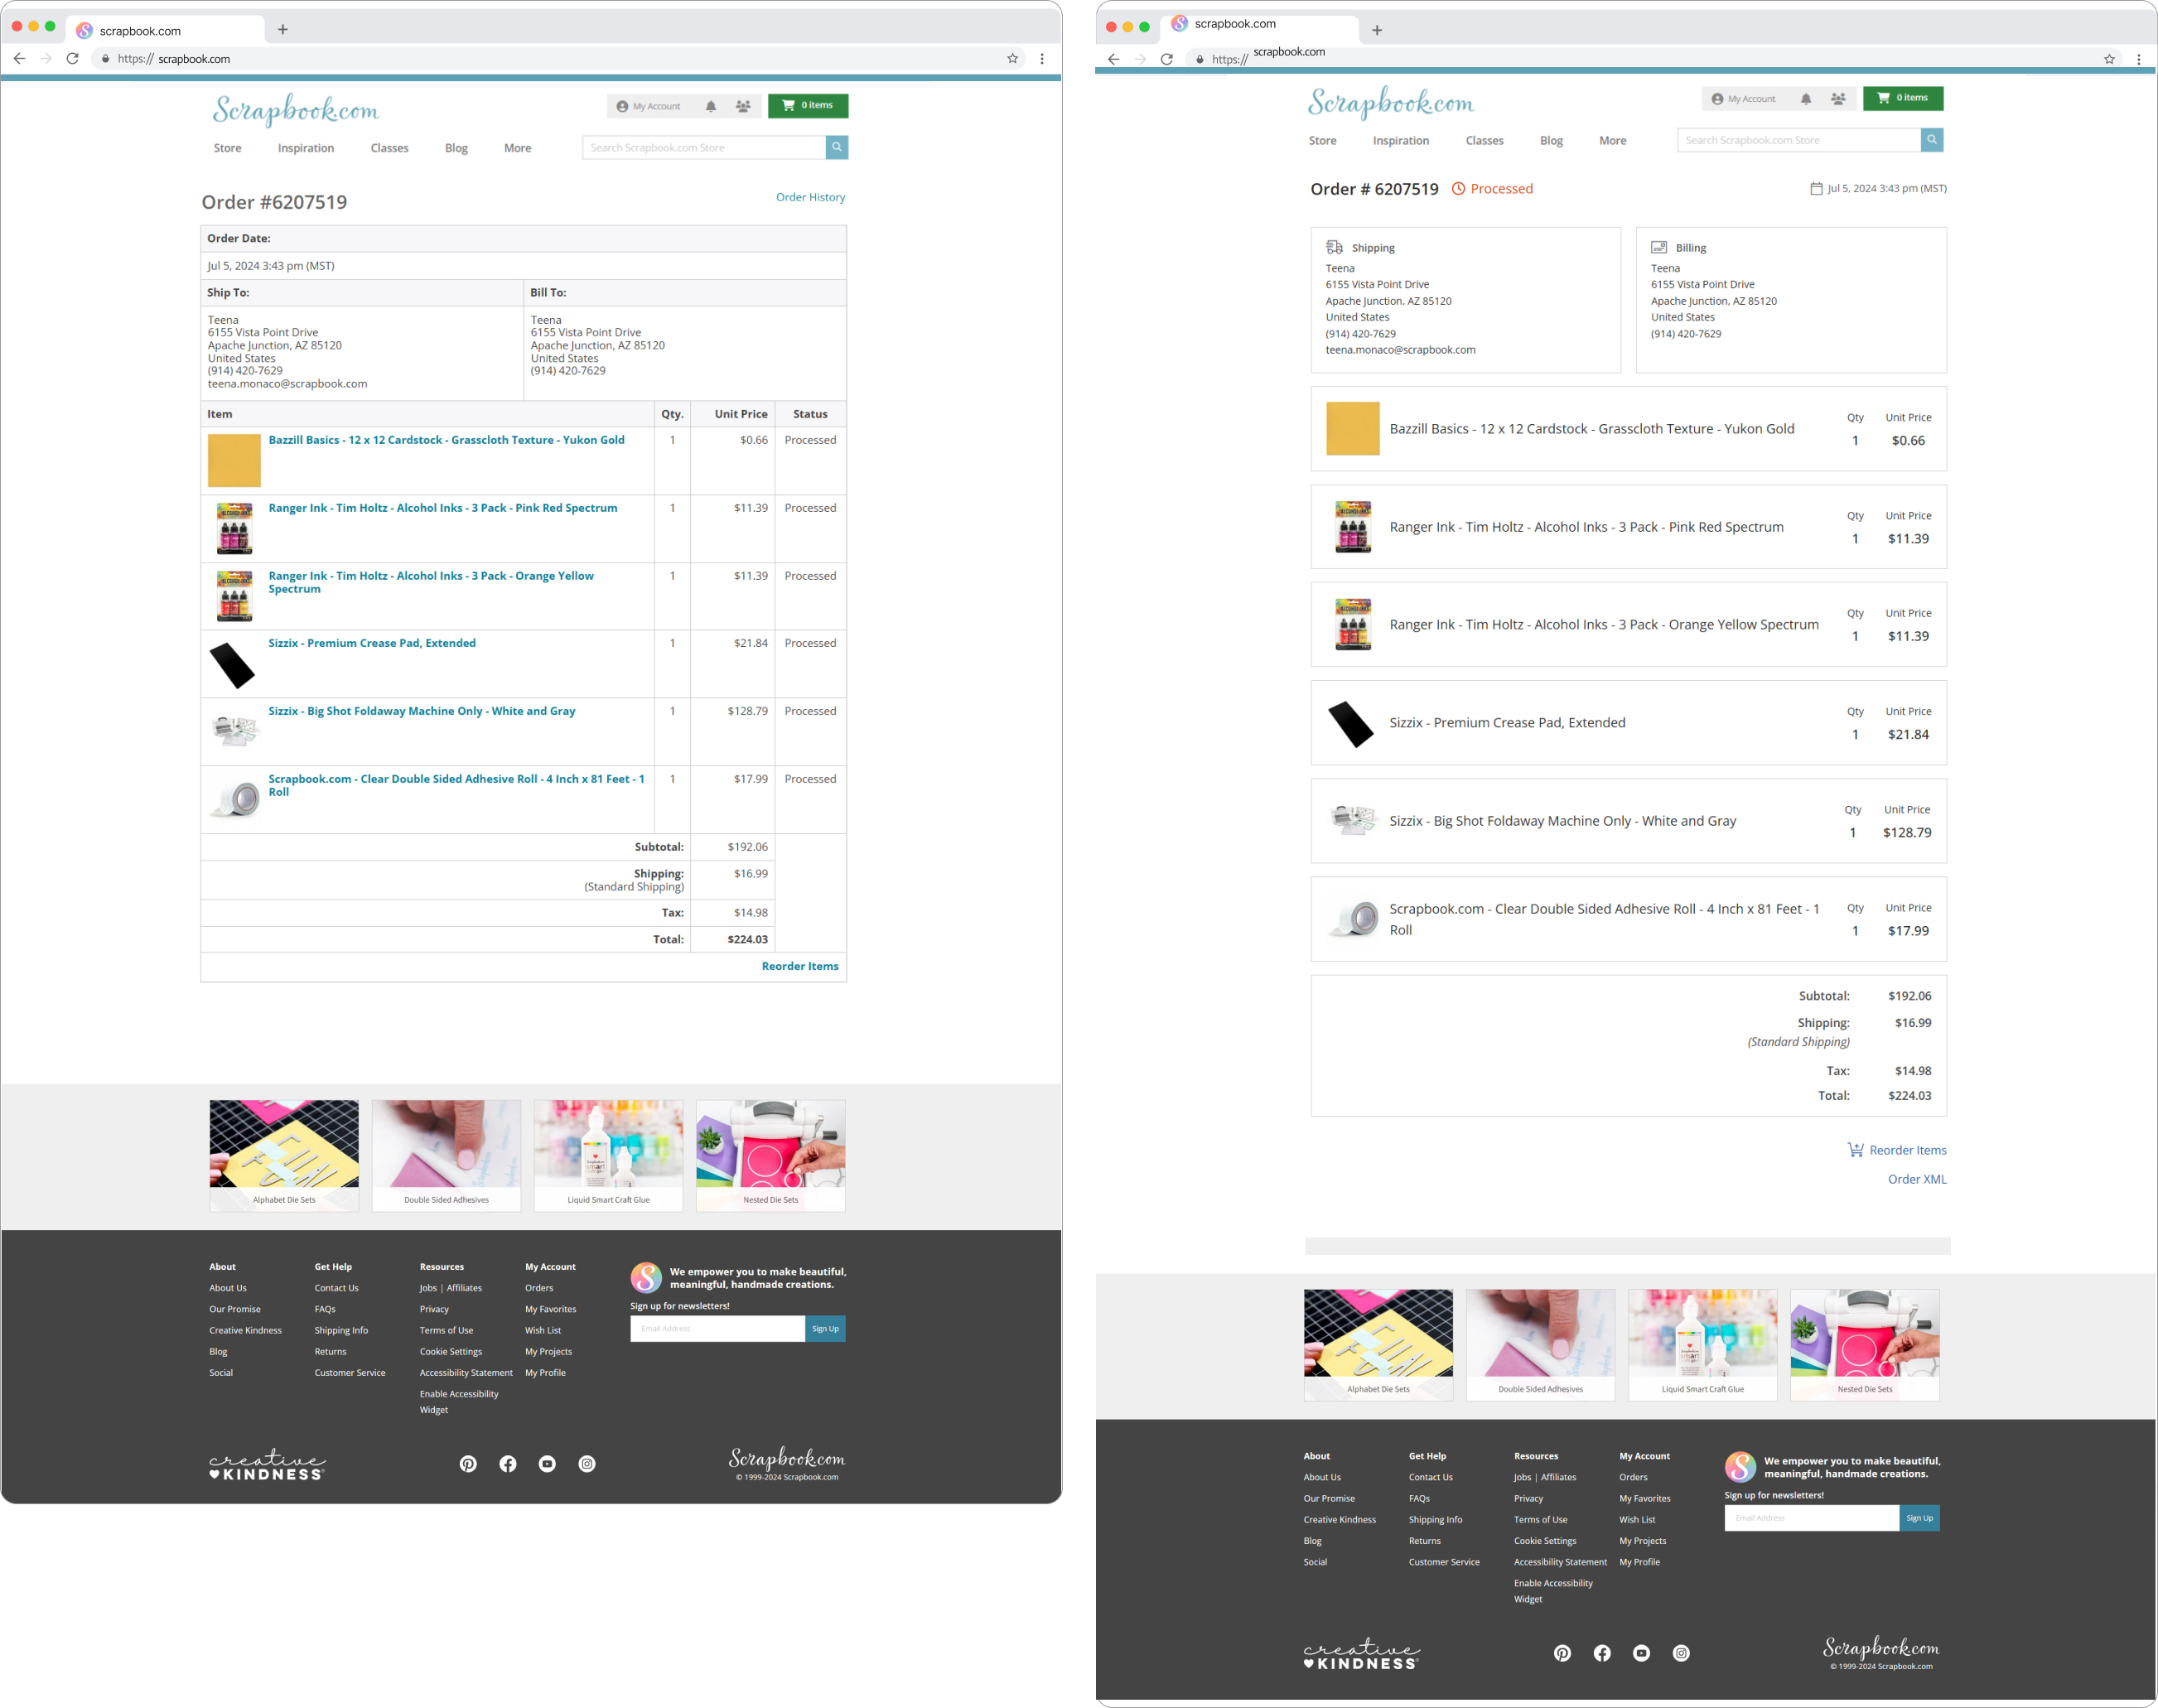 scrapbook.com
https:// scrapbook.com
Scrapbook.com
My Account
0 items
Store Inspiration Classes Blog More
Search Scrapbook.com Store
Order #6207519
Order History
Order Date:
Jul 5, 2024 3:43 pm (MST)
Ship To: Bill To:
Teena Teena
6155 Vista Point Drive 6155 Vista Point Drive
Apache Junction, AZ 85120 Apache Junction, AZ 85120
United States United States
(914) 420-7629 (914) 420-7629
teena.monaco@scrapbook.com
Item Qty. Unit Price Status
Bazzill Basics - 12 x 12 Cardstock - Grasscloth Texture - Yukon Gold 1 $0.66 Processed
Ranger Ink - Tim Holtz - Alcohol Inks - 3 Pack - Pink Red Spectrum 1 $11.39 Processed
Ranger Ink - Tim Holtz - Alcohol Inks - 3 Pack - Orange Yellow 1 $11.39 Processed
Spectrum
Sizzix - Premium Crease Pad, Extended 1 $21.84 Processed
Sizzix - Big Shot Foldaway Machine Only - White and Gray 1 $128.79 Processed
Scrapbook.com - Clear Double Sided Adhesive Roll - 4 Inch x 81 Feet - 1 1 $17.99 Processed
Roll
Subtotal: $192.06
Shipping: $16.99
(Standard Shipping)
Tax: $14.98
Total: $224.03
Reorder Items
Alphabet Die Sets Double Sided Adhesives Liquid Smart Craft Glue Nested Die Sets
About Get Help Resources My Account
About Us Contact Us Jobs | Affiliates Orders
Our Promise FAQs Privacy My Favorites
Creative Kindness Shipping Info Terms of Use Wish List
Blog Returns Cookie Settings My Projects
Social Customer Service Accessibility Statement My Profile
Enable Accessibility
Widget
We empower you to make beautiful,
meaningful, handmade creations.
Sign up for newsletters!
Email Address Sign Up
creative
KINDNESS
Scrapbook.com
© 1999-2024 Scrapbook.com
scrapbook.com
https:// scrapbook.com
Scrapbook.com
My Account
0 items
Store Inspiration Classes Blog More
Search Scrapbook.com Store
Order # 6207519 Processed
Jul 5, 2024 3:43 pm (MST)
Shipping
Teena
6155 Vista Point Drive
Apache Junction, AZ 85120
United States
(914) 420-7629
teena.monaco@scrapbook.com
Billing
Teena
6155 Vista Point Drive
Apache Junction, AZ 85120
United States
(914) 420-7629
Qty Unit Price
Bazzill Basics - 12 x 12 Cardstock - Grasscloth Texture - Yukon Gold
1 $0.66
Qty Unit Price
Ranger Ink - Tim Holtz - Alcohol Inks - 3 Pack - Pink Red Spectrum
1 $11.39
Qty Unit Price
Ranger Ink - Tim Holtz - Alcohol Inks - 3 Pack - Orange Yellow Spectrum
1 $11.39
Qty Unit Price
Sizzix - Premium Crease Pad, Extended
1 $21.84
Qty Unit Price
Sizzix - Big Shot Foldaway Machine Only - White and Gray
1 $128.79
Scrapbook.com - Clear Double Sided Adhesive Roll - 4 Inch x 81 Feet - 1 Qty Unit Price
Roll 1 $17.99
Subtotal: $192.06
Shipping: $16.99
(Standard Shipping)
Tax: $14.98
Total: $224.03
Reorder Items
Order XML
Alphabet Die Sets Double Sided Adhesives Liquid Smart Craft Glue Nested Die Sets
About Get Help Resources My Account
About Us Contact Us Jobs | Affiliates Orders
Our Promise FAQs Privacy My Favorites
Creative Kindness Shipping Info Terms of Use Wish List
Blog Returns Cookie Settings My Projects
Social Customer Service Accessibility Statement My Profile
Enable Accessibility
Widget
We empower you to make beautiful,
meaningful, handmade creations.
Sign up for newsletters!
Email Address Sign Up
creative
KINDNESS
Scrapbook.com
© 1999-2024 Scrapbook.com